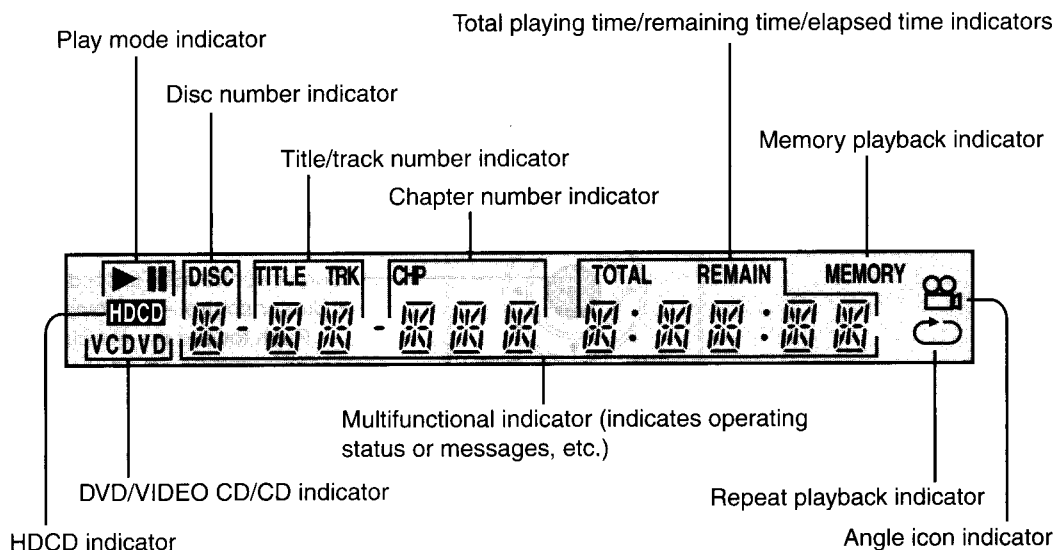 Total playing time/remaining time/elapsed time indicators
Play mode indicator
Disc number indicator
Memory playback indicator
Title/track number indicator
Chapter number indicator
DISC TITLE TRK CHP TOTAL REMAIN MEMORY
HDCD
VCDVD
Multifunctional indicator (indicates operating
status or messages, etc.)
DVD/VIDEO CD/CD indicator
Repeat playback indicator
HDCD indicator
Angle icon indicator